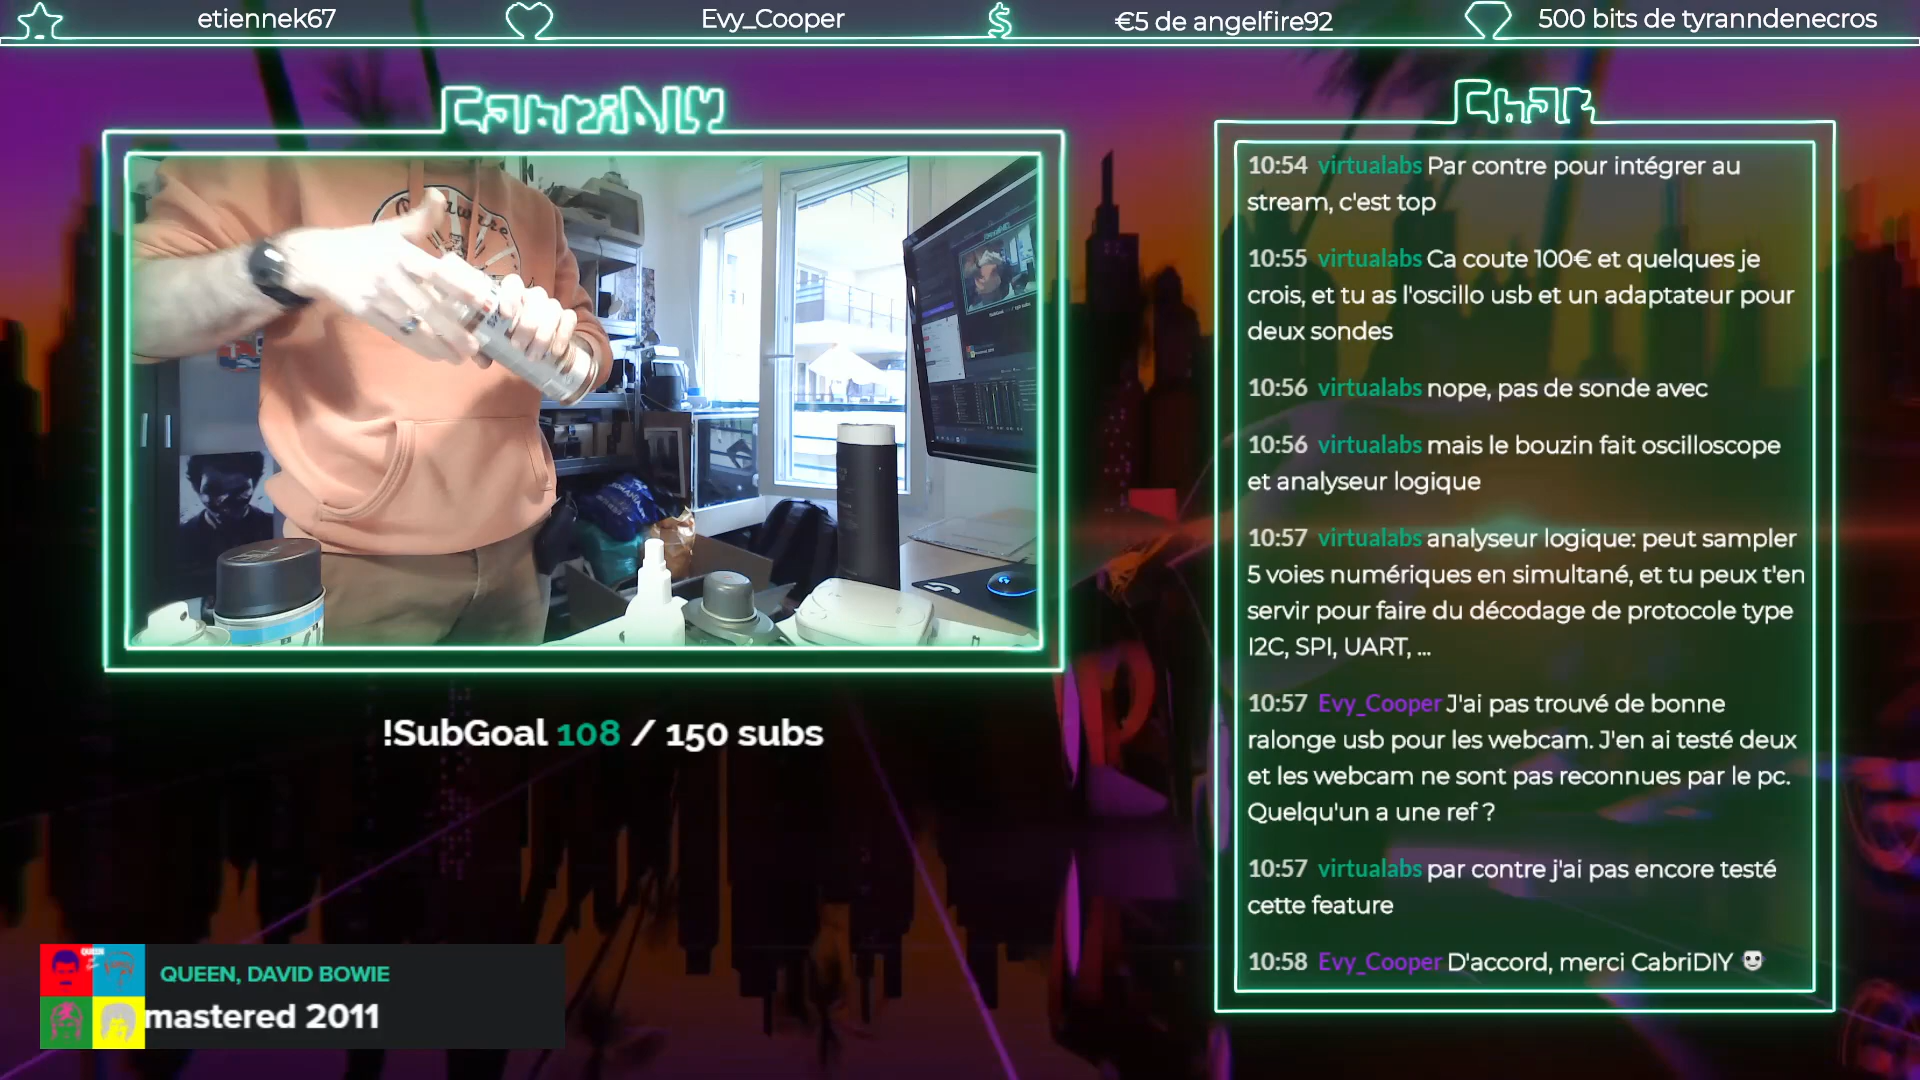 etiennek67
Evy_Cooper
€5 de angelfire92
500 bits de tyranndenecros
CabriDIY
Chat
10:54 virtualabs Par contre pour intégrer au
stream, c'est top
10:55 virtualabs Ca coute 100€ et quelques je
crois, et tu as l'oscillo usb et un adaptateur pour
deux sondes
10:56 virtualabs nope, pas de sonde avec
10:56 virtualabs mais le bouzin fait oscilloscope
et analyseur logique
10:57 virtualabs analyseur logique: peut sampler
5 voies numériques en simultané, et tu peux t'en
servir pour faire du décodage de protocole type
I2C, SPI, UART, ...
10:57 Evy_Cooper J'ai pas trouvé de bonne
ralonge usb pour les webcam. J'en ai testé deux
et les webcam ne sont pas reconnues par le pc.
Quelqu'un a une ref ?
10:57 virtualabs par contre j'ai pas encore testé
cette feature
10:58 Evy_Cooper D'accord, merci CabriDIY
!SubGoal 108 / 150 subs
QUEEN
QUEEN, DAVID BOWIE
mastered 2011